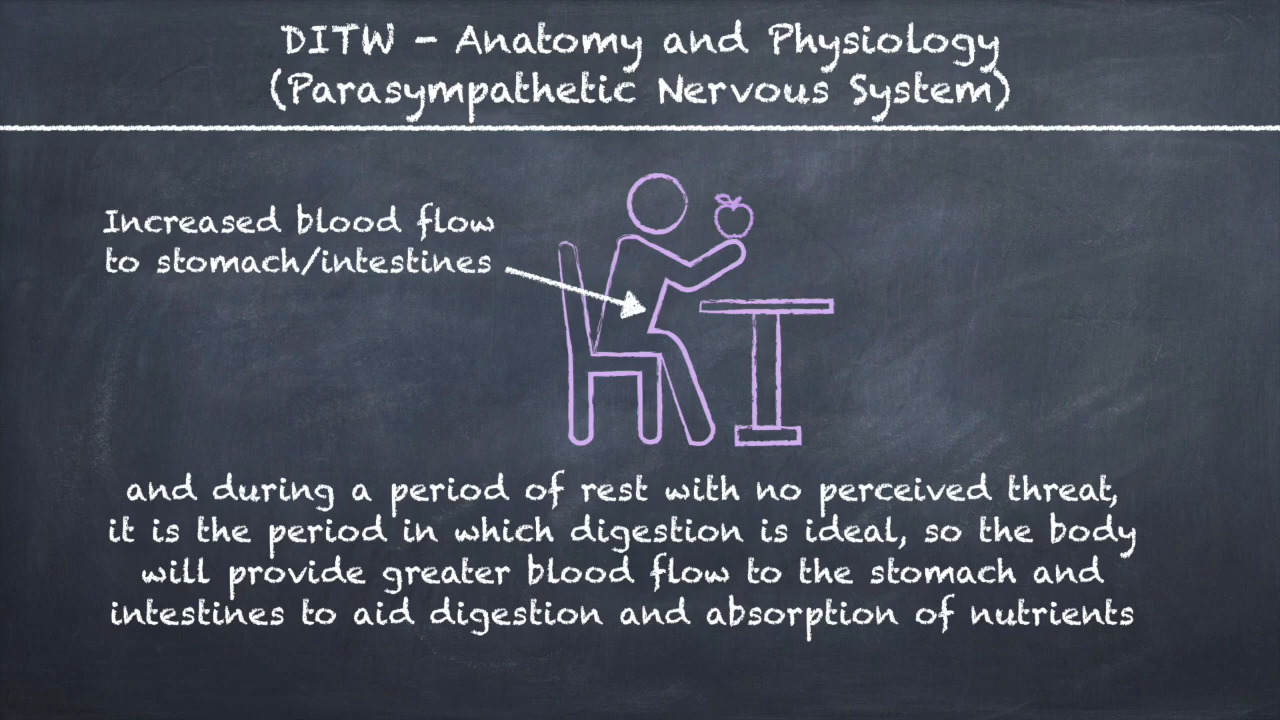 DITW - Anatomy and Physiology
(Parasympathetic Nervous System)
Increased blood flow
to stomach/intestines
and during a period of rest with no perceived threat,
it is the period in which digestion is ideal, so the body
will provide greater blood flow to the stomach and
intestines to aid digestion and absorption of nutrients